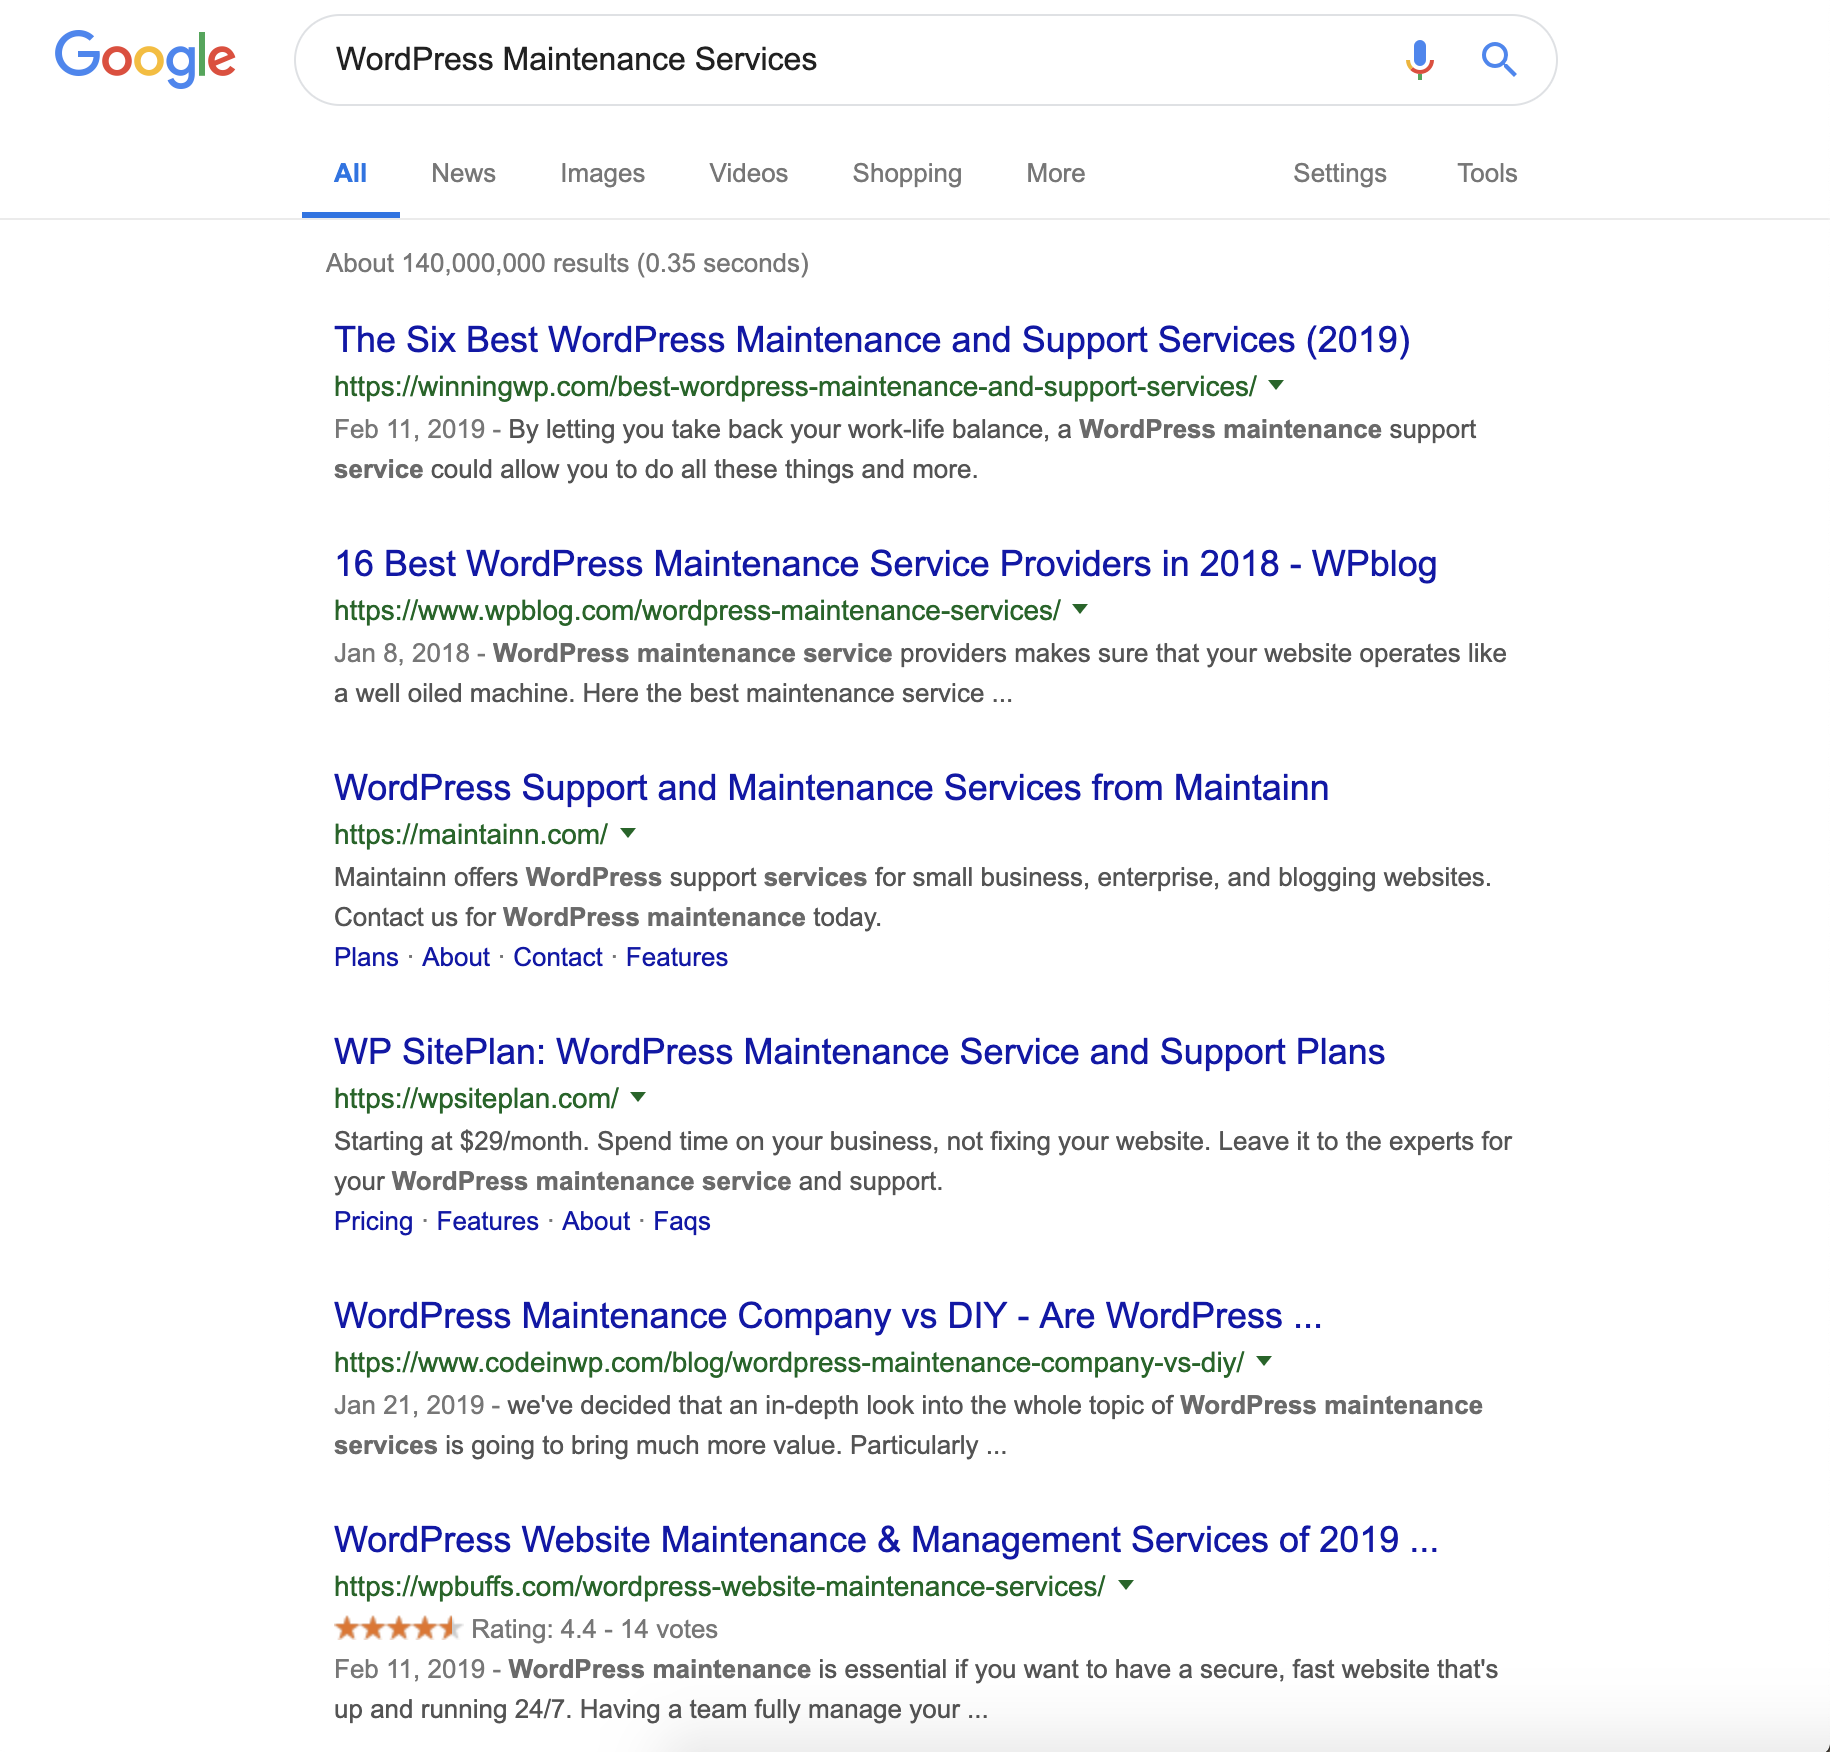 Google
WordPress Maintenance Services
All News Images Videos Shopping More Settings Tools
About 140,000,000 results (0.35 seconds)
The Six Best WordPress Maintenance and Support Services (2019)
https://winningwp.com/best-wordpress-maintenance-and-support-services/
Feb 11, 2019 - By letting you take back your work-life balance, a WordPress maintenance support
service could allow you to do all these things and more.
16 Best WordPress Maintenance Service Providers in 2018 - WPblog
https://www.wpblog.com/wordpress-maintenance-services/
Jan 8, 2018 - WordPress maintenance service providers makes sure that your website operates like
a well oiled machine. Here the best maintenance service ...
WordPress Support and Maintenance Services from Maintainn
https://maintainn.com/
Maintainn offers WordPress support services for small business, enterprise, and blogging websites.
Contact us for WordPress maintenance today.
Plans · About · Contact · Features
WP SitePlan: WordPress Maintenance Service and Support Plans
https://wpsiteplan.com/
Starting at $29/month. Spend time on your business, not fixing your website. Leave it to the experts for
your WordPress maintenance service and support.
Pricing · Features · About · Faqs
WordPress Maintenance Company vs DIY - Are WordPress ...
https://www.codeinwp.com/blog/wordpress-maintenance-company-vs-diy/
Jan 21, 2019 - we've decided that an in-depth look into the whole topic of WordPress maintenance
services is going to bring much more value. Particularly ...
WordPress Website Maintenance & Management Services of 2019 ...
https://wpbuffs.com/wordpress-website-maintenance-services/
Rating: 4.4 - 14 votes
Feb 11, 2019 - WordPress maintenance is essential if you want to have a secure, fast website that's
up and running 24/7. Having a team fully manage your ...